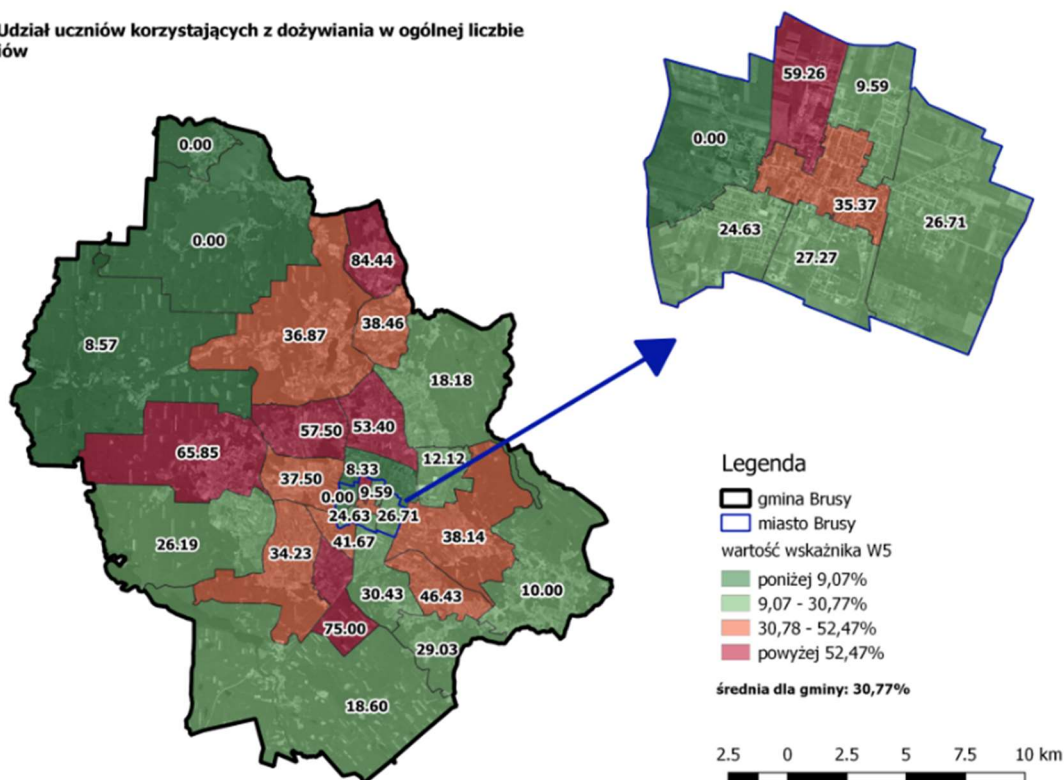 Udział uczniów korzystających z dożywiania w ogólnej liczbie
iów
59.26
9.59
0.00
35.37
26.71
24.63
27.27
0.00
0.00
84.44
38.46
36.87
8.57
18.18
57.50
53.40
65.85
12.12
8.33
37.50
0.00
9.59
24.63
26.71
38.14
26.19
41.67
34.23
30.43
46.43
10.00
75.00
29.03
18.60
Legenda
gmina Brusy
miasto Brusy
wartość wskażnika W5
poniżej 9,07%
9,07 - 30,77%
30,78 - 52,47%
powyżej 52,47%
średnia dla gminy: 30,77%
2.5 0 2.5 5 7.5 10 km